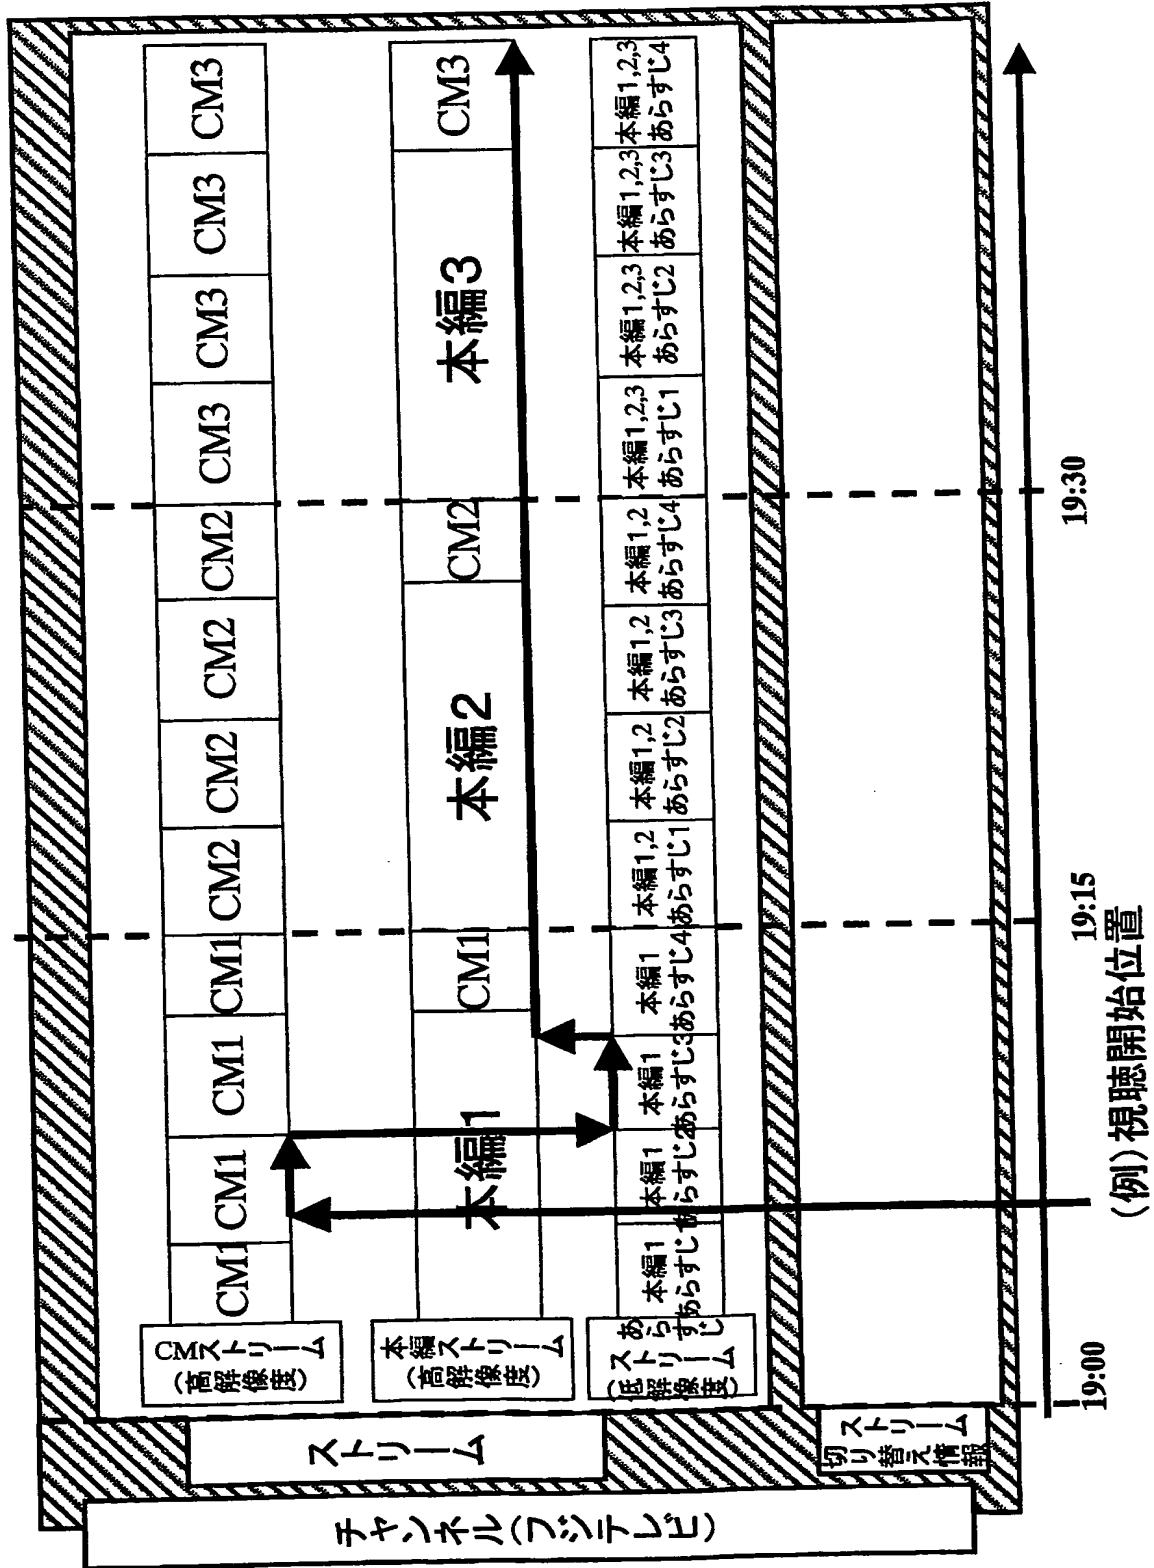 チャンネル(フジテレビ)
ストリーム
CMストリーム
(高解像度)
CM1
CM1
CM1
CM1
CM2
CM2
CM2
CM2
CM3
CM3
CM3
CM3
本編ストリーム
(高解像度)
本編1
CM1
本編2
CM2
本編3
CM3
あらすじ
ストリーム
(低解像度)
本編1
あらすじ1
本編1
あらすじ2
本編1
あらすじ3
本編1
あらすじ4
本編1,2
あらすじ1
本編1,2
あらすじ2
本編1,2
あらすじ3
本編1,2
あらすじ4
本編1,2,3
あらすじ1
本編1,2,3
あらすじ2
本編1,2,3
あらすじ3
本編1,2,3
あらすじ4
ストリーム
切り替え情報
19:00
19:15
19:30
(例)視聴開始位置